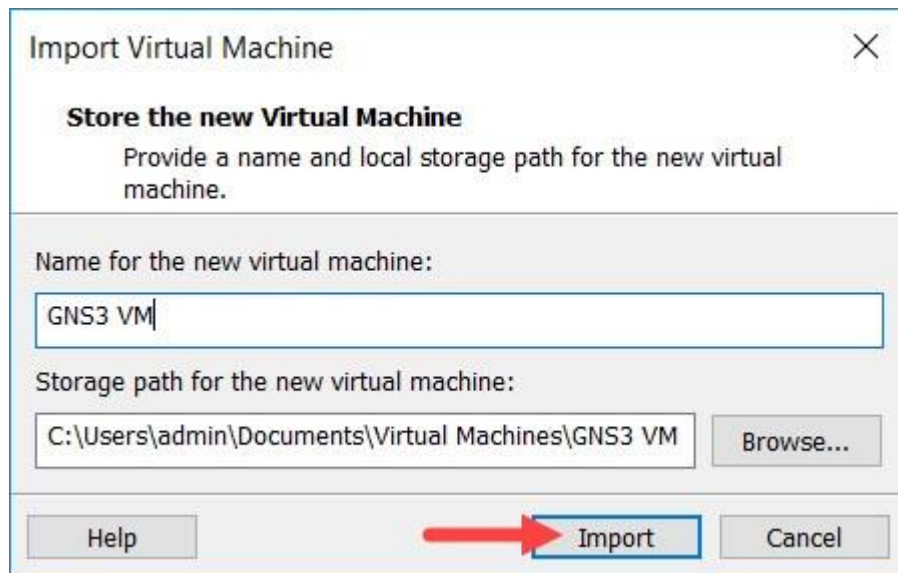 Import Virtual Machine
Store the new Virtual Machine
Provide a name and local storage path for the new virtual
machine.
Name for the new virtual machine:
GNS3 VM
Storage path for the new virtual machine:
C:\Users\admin\Documents\Virtual Machines\GNS3 VM
Browse...
Help
Import
Cancel